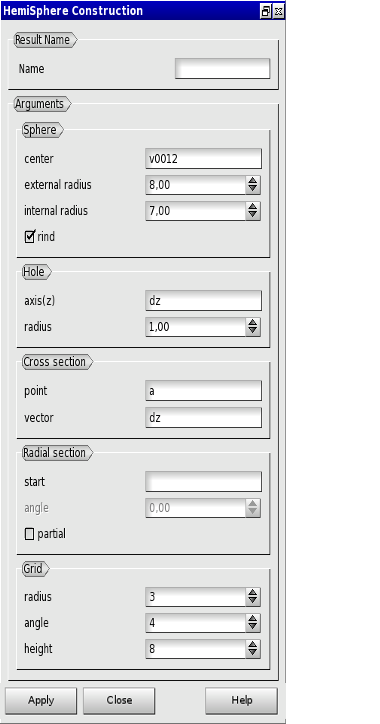 HemiSphere Construction
Result Name
Name
Arguments
Sphere
center v0012
external radius 8,00
internal radius 7,00
rind
Hole
axis(z) dz
radius 1,00
Cross section
point a
vector dz
Radial section
start
angle 0,00
partial
Grid
radius 3
angle 4
height 8
Apply Close Help